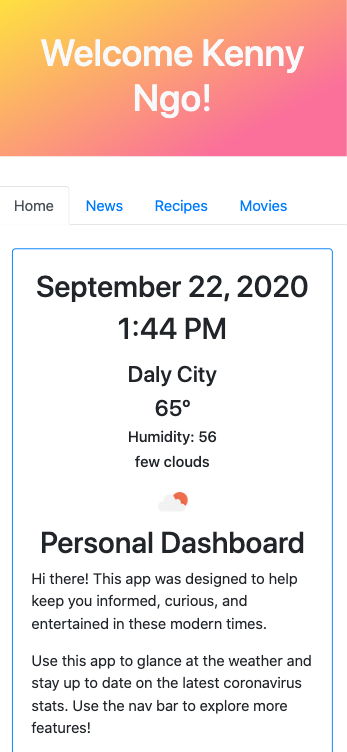 Welcome Kenny
Ngo!
Home News Recipes Movies
September 22, 2020
1:44 PM
Daly City
65°
Humidity: 56
few clouds
Personal Dashboard
Hi there! This app was designed to help
keep you informed, curious, and
entertained in these modern times.
Use this app to glance at the weather and
stay up to date on the latest coronavirus
stats. Use the nav bar to explore more
features!